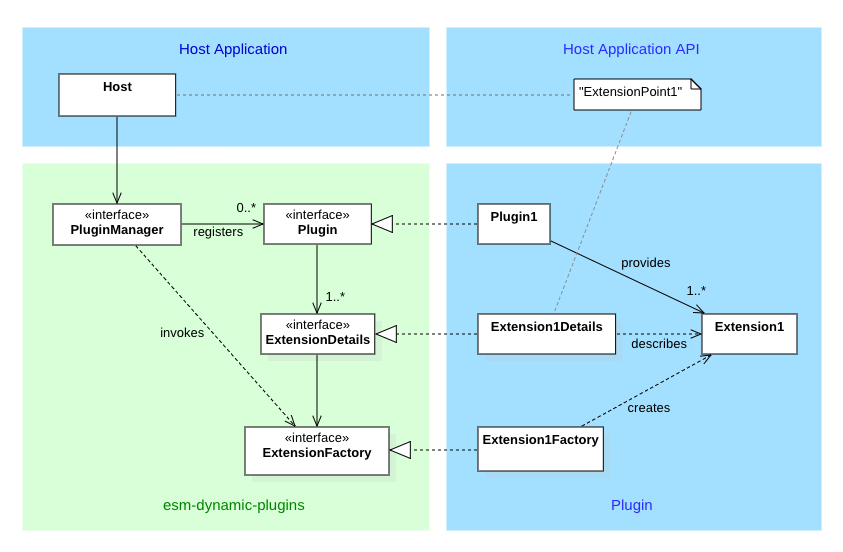 Host Application
Host Application API
Host
"ExtensionPoint1"
«interface»
PluginManager
0..*
registers
«interface»
Plugin
Plugin1
provides
1..*
1..*
invokes
«interface»
ExtensionDetails
Extension1Details
describes
Extension1
creates
«interface»
ExtensionFactory
Extension1Factory
esm-dynamic-plugins
Plugin